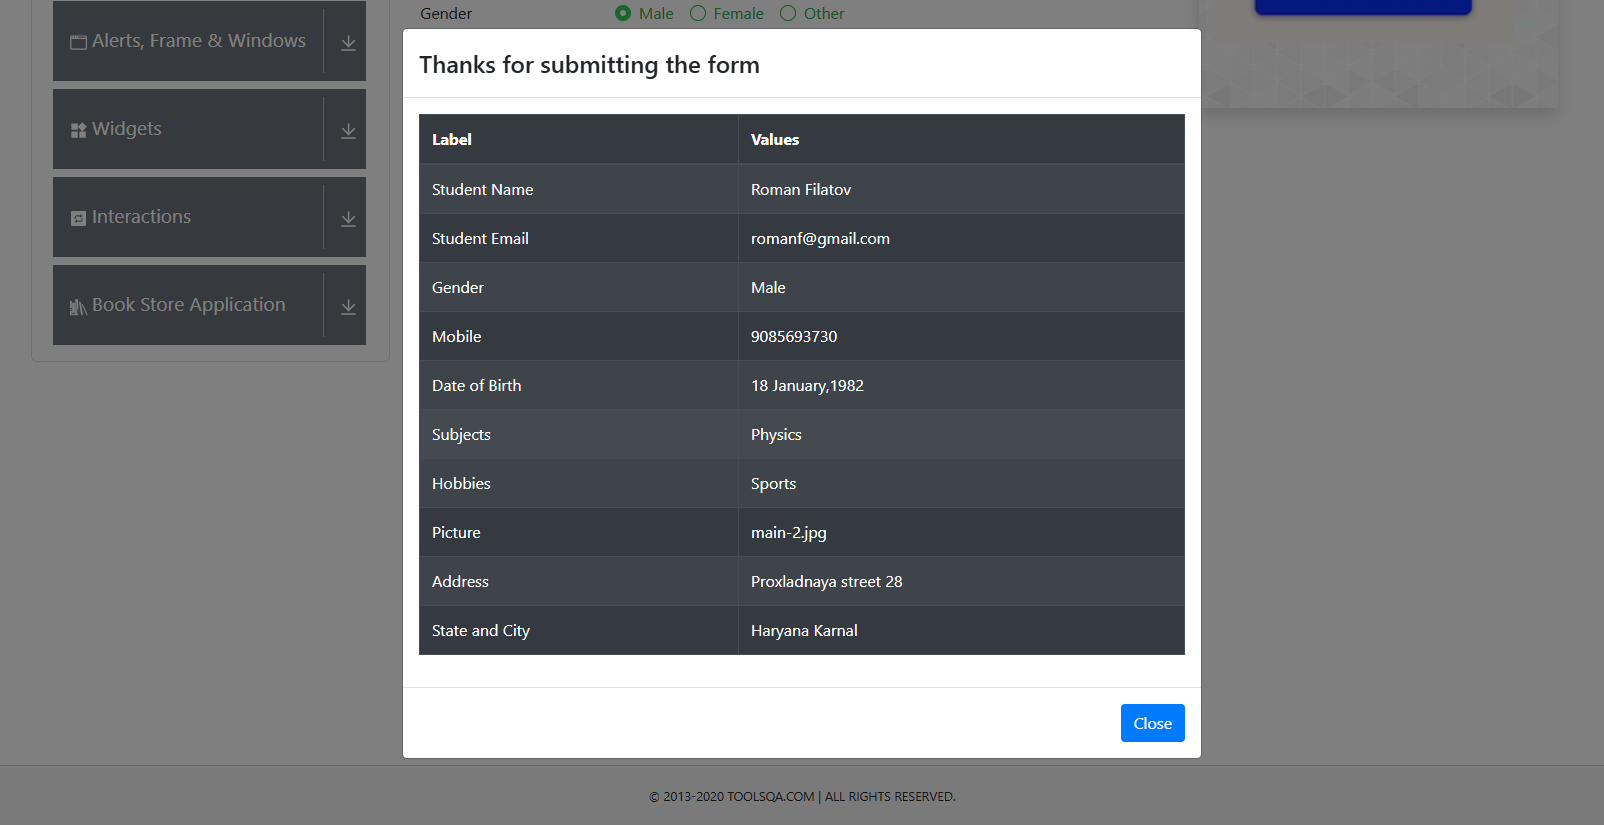 Gender Male Female Other
Alerts, Frame & Windows
Widgets
Interactions
Book Store Application
Thanks for submitting the form
Label Values
Student Name Roman Filatov
Student Email romanf@gmail.com
Gender Male
Mobile 9085693730
Date of Birth 18 January,1982
Subjects Physics
Hobbies Sports
Picture main-2.jpg
Address Proxladnaya street 28
State and City Haryana Karnal
Close
© 2013-2020 TOOLSQA.COM | ALL RIGHTS RESERVED.